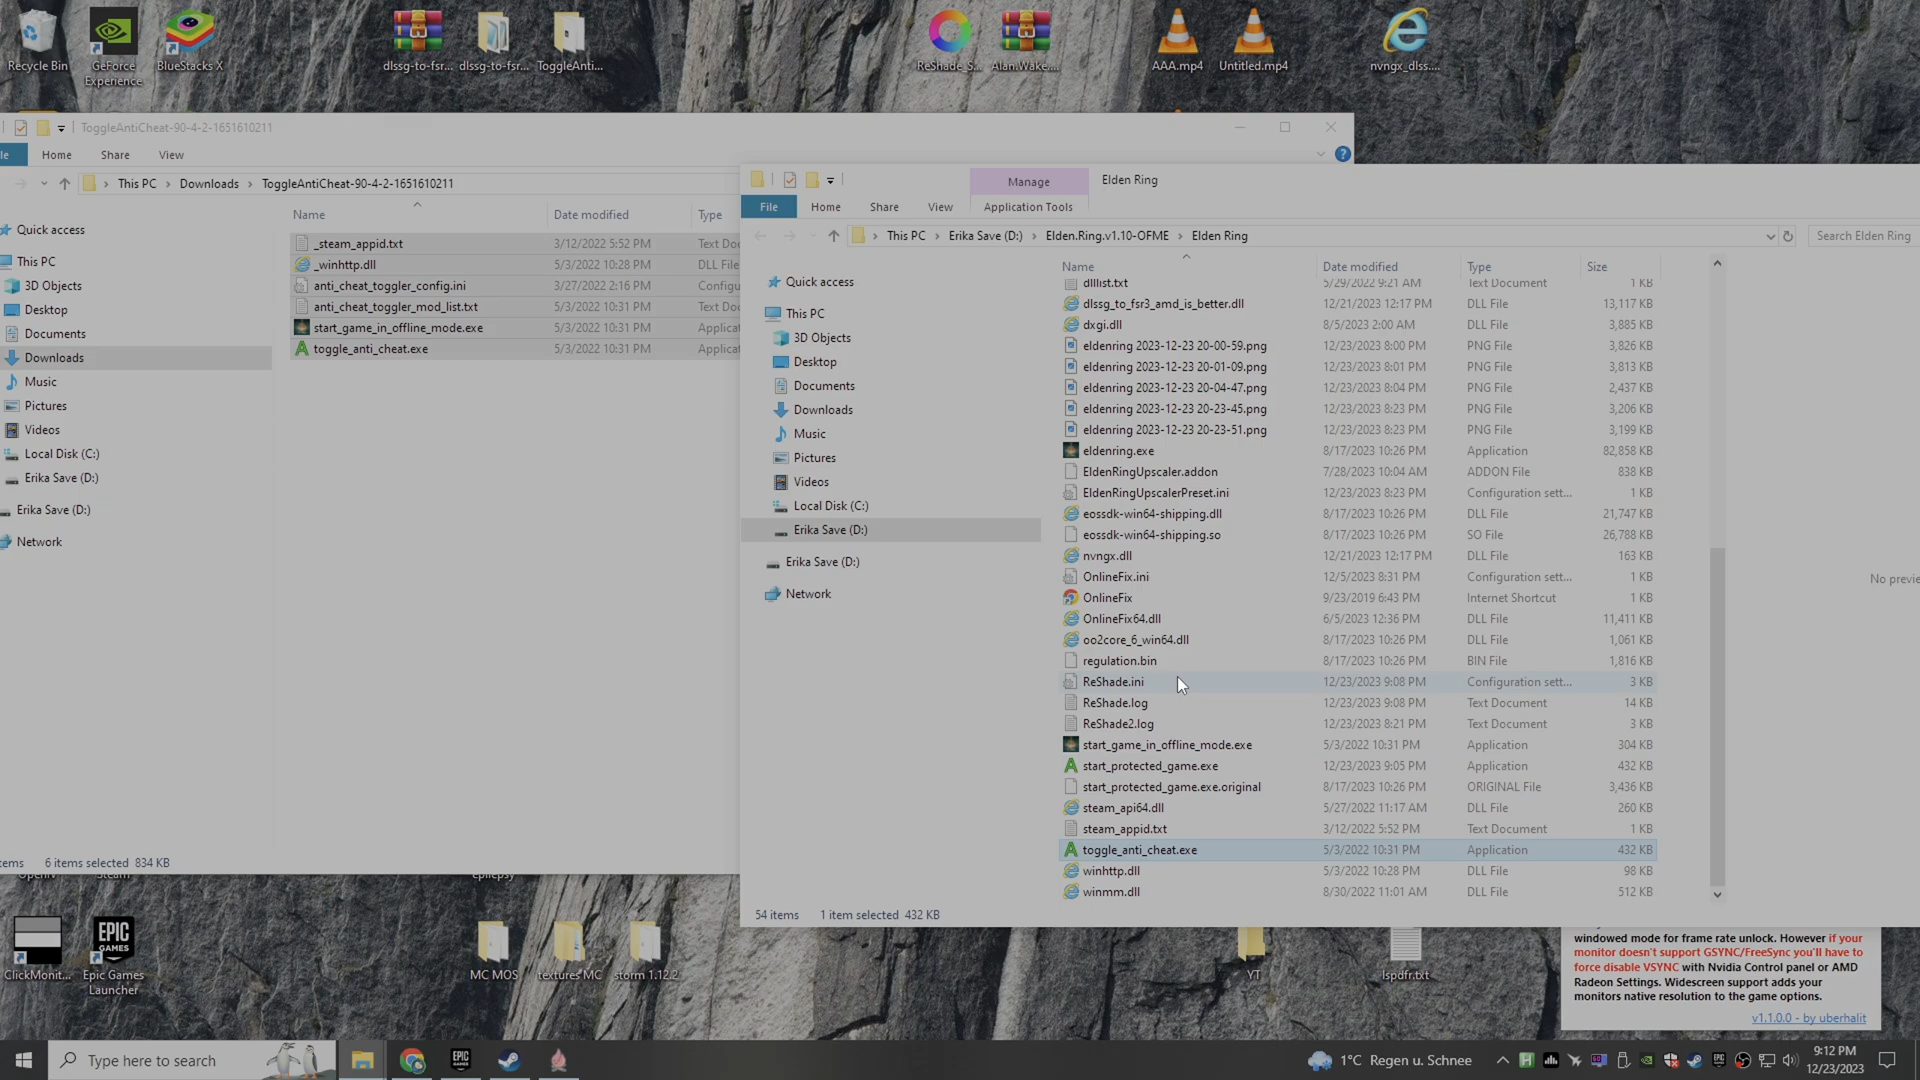 Recycle Bin
GeForce Experience
BlueStacks X
dlssg-to-fsr...
dlssg-to-fsr...
ToggleAnti...
ReShade_S...
Alan.Wake....
AAA.mp4
Untitled.mp4
nvngx_dlss....
ToggleAntiCheat-90-4-2-1651610211
Home
Share
View
This PC
Downloads
ToggleAntiCheat-90-4-2-1651610211
Name
Date modified
Type
Quick access
This PC
3D Objects
Desktop
Documents
Downloads
Music
Pictures
Videos
Local Disk (C:)
Erika Save (D:)
Erika Save (D:)
Network
_steam_appid.txt 3/12/2022 5:52 PM Text Doc
_winhttp.dll 5/3/2022 10:28 PM DLL File
anti_cheat_toggler_config.ini 3/27/2022 2:16 PM Configu
anti_cheat_toggler_mod_list.txt 5/3/2022 10:31 PM Text Doc
start_game_in_offline_mode.exe 5/3/2022 10:31 PM Applica
toggle_anti_cheat.exe 5/3/2022 10:31 PM Applica
6 items selected 834 KB
Manage
Elden Ring
File
Home
Share
View
Application Tools
This PC
Erika Save (D:)
Elden.Ring.v1.10-OFME
Elden Ring
Search Elden Ring
Quick access
This PC
3D Objects
Desktop
Documents
Downloads
Music
Pictures
Videos
Local Disk (C:)
Erika Save (D:)
Erika Save (D:)
Network
Name Date modified Type Size
dlllist.txt 5/29/2022 9:21 AM Text Document 1 KB
dlssg_to_fsr3_amd_is_better.dll 12/21/2023 12:17 PM DLL File 13,117 KB
dxgi.dll 8/5/2023 2:00 AM DLL File 3,885 KB
eldenring 2023-12-23 20-00-59.png 12/23/2023 8:00 PM PNG File 3,826 KB
eldenring 2023-12-23 20-01-09.png 12/23/2023 8:01 PM PNG File 3,813 KB
eldenring 2023-12-23 20-04-47.png 12/23/2023 8:04 PM PNG File 2,437 KB
eldenring 2023-12-23 20-23-45.png 12/23/2023 8:23 PM PNG File 3,206 KB
eldenring 2023-12-23 20-23-51.png 12/23/2023 8:23 PM PNG File 3,199 KB
eldenring.exe 8/17/2023 10:26 PM Application 82,858 KB
EldenRingUpscaler.addon 7/28/2023 10:04 AM ADDON File 838 KB
EldenRingUpscalerPreset.ini 12/23/2023 8:23 PM Configuration sett... 1 KB
eossdk-win64-shipping.dll 8/17/2023 10:26 PM DLL File 21,747 KB
eossdk-win64-shipping.so 8/17/2023 10:26 PM SO File 26,788 KB
nvngx.dll 12/21/2023 12:17 PM DLL File 163 KB
OnlineFix.ini 12/5/2023 8:31 PM Configuration sett... 1 KB
OnlineFix 9/23/2019 6:43 PM Internet Shortcut 1 KB
OnlineFix64.dll 6/5/2023 12:36 PM DLL File 11,411 KB
oo2core_6_win64.dll 8/17/2023 10:26 PM DLL File 1,061 KB
regulation.bin 8/17/2023 10:26 PM BIN File 1,816 KB
ReShade.ini 12/23/2023 9:08 PM Configuration sett... 3 KB
ReShade.log 12/23/2023 9:08 PM Text Document 14 KB
ReShade2.log 12/23/2023 8:21 PM Text Document 3 KB
start_game_in_offline_mode.exe 5/3/2022 10:31 PM Application 304 KB
start_protected_game.exe 12/23/2023 9:05 PM Application 432 KB
start_protected_game.exe.original 8/17/2023 10:26 PM ORIGINAL File 3,436 KB
steam_api64.dll 5/27/2022 11:17 AM DLL File 260 KB
steam_appid.txt 3/12/2022 5:52 PM Text Document 1 KB
toggle_anti_cheat.exe 5/3/2022 10:31 PM Application 432 KB
winhttp.dll 5/3/2022 10:28 PM DLL File 98 KB
winmm.dll 8/30/2022 11:01 AM DLL File 512 KB
No previe
54 items 1 item selected 432 KB
ClickMonit...
EPIC GAMES
Epic Games Launcher
MC MOS
textures MC
storm 1.12.2
YT
lspdfr.txt
windowed mode for frame rate unlock. However if your
monitor doesn't support GSYNC/FreeSync you'll have to
force disable VSYNC with Nvidia Control panel or AMD
Radeon Settings. Widescreen support adds your
monitors native resolution to the game options.
v1.1.0.0 - by uberhalit
Type here to search
1°C Regen u. Schnee
9:12 PM
12/23/2023